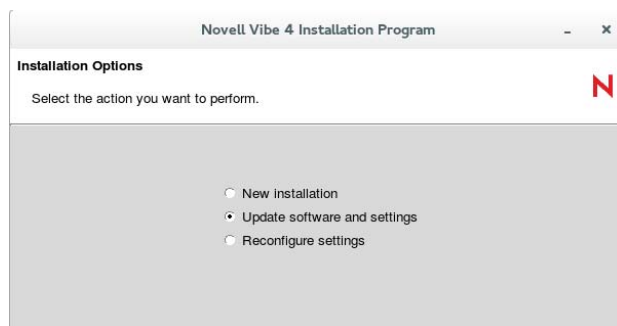 Novell Vibe 4 Installation Program
Installation Options
Select the action you want to perform.
N
New installation
Update software and settings
Reconfigure settings